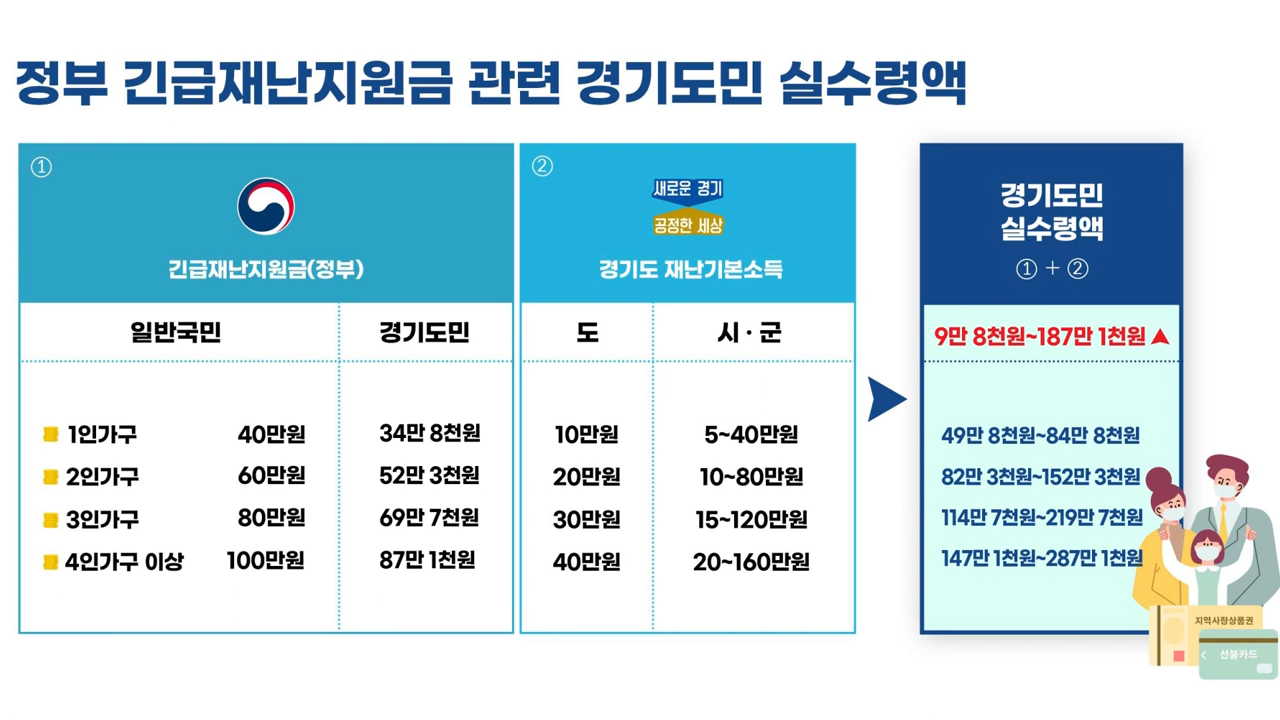 정부 긴급재난지원금 관련 경기도민 실수령액
①
긴급재난지원금(정부)
②
새로운 경기
공정한 세상
경기도 재난기본소득
경기도민
실수령액
① + ②
일반국민 경기도민 도 시·군
9만 8천원~187만 1천원
1인가구 40만원 34만 8천원 10만원 5~40만원 49만 8천원~84만 8천원
2인가구 60만원 52만 3천원 20만원 10~80만원 82만 3천원~152만 3천원
3인가구 80만원 69만 7천원 30만원 15~120만원 114만 7천원~219만 7천원
4인가구 이상 100만원 87만 1천원 40만원 20~160만원 147만 1천원~287만 1천원
지역사랑상품권
선불카드